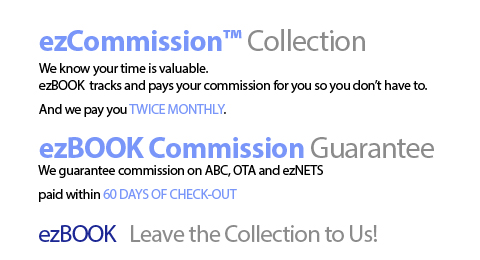 ezCommission™ Collection
We know your time is valuable.
ezBOOK tracks and pays your commission for you so you don't have to.
And we pay you TWICE MONTHLY.
ezBOOK Commission Guarantee
We guarantee commission on ABC, OTA and ezNETS
paid within 60 DAYS OF CHECK-OUT
ezBOOK Leave the Collection to Us!